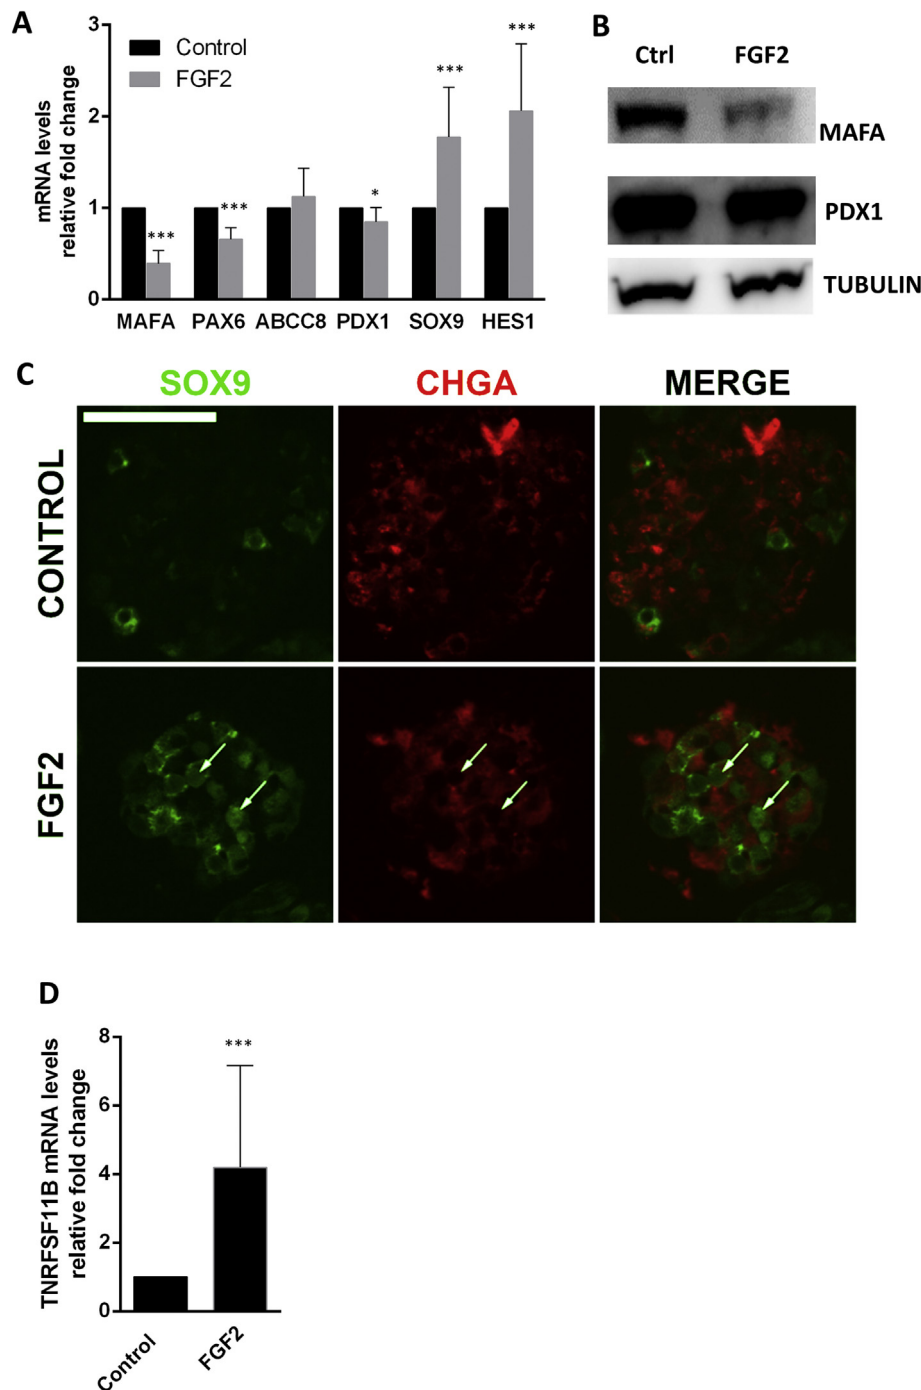 A
mRNA levels
relative fold change
3
2
1
0
Control
FGF2
***
***
*
***
***
MAFA PAX6 ABCC8 PDX1 SOX9 HES1
B
Ctrl FGF2
MAFA
PDX1
TUBULIN
C
SOX9 CHGA MERGE
CONTROL
FGF2
D
TNRFSF11B mRNA levels
relative fold change
8
6
4
2
0
***
Control
FGF2